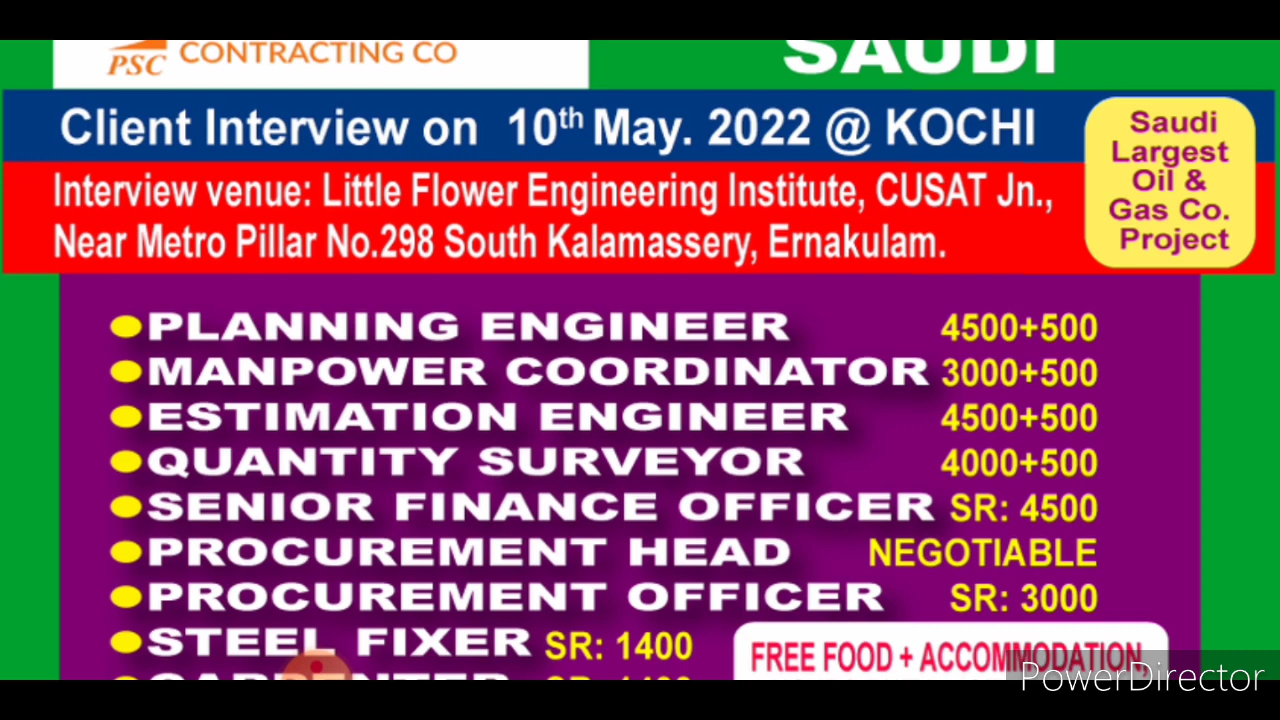 CONTRACTING CO
PSC
SAUDI
Client Interview on 10th May. 2022 @ KOCHI
Interview venue: Little Flower Engineering Institute, CUSAT Jn.,
Near Metro Pillar No.298 South Kalamassery, Ernakulam.
Saudi
Largest
Oil &
Gas Co.
Project
PLANNING ENGINEER 4500+500
MANPOWER COORDINATOR 3000+500
ESTIMATION ENGINEER 4500+500
QUANTITY SURVEYOR 4000+500
SENIOR FINANCE OFFICER SR: 4500
PROCUREMENT HEAD NEGOTIABLE
PROCUREMENT OFFICER SR: 3000
STEEL FIXER SR: 1400
FREE FOOD + ACCOMMODATION,
PowerDirector